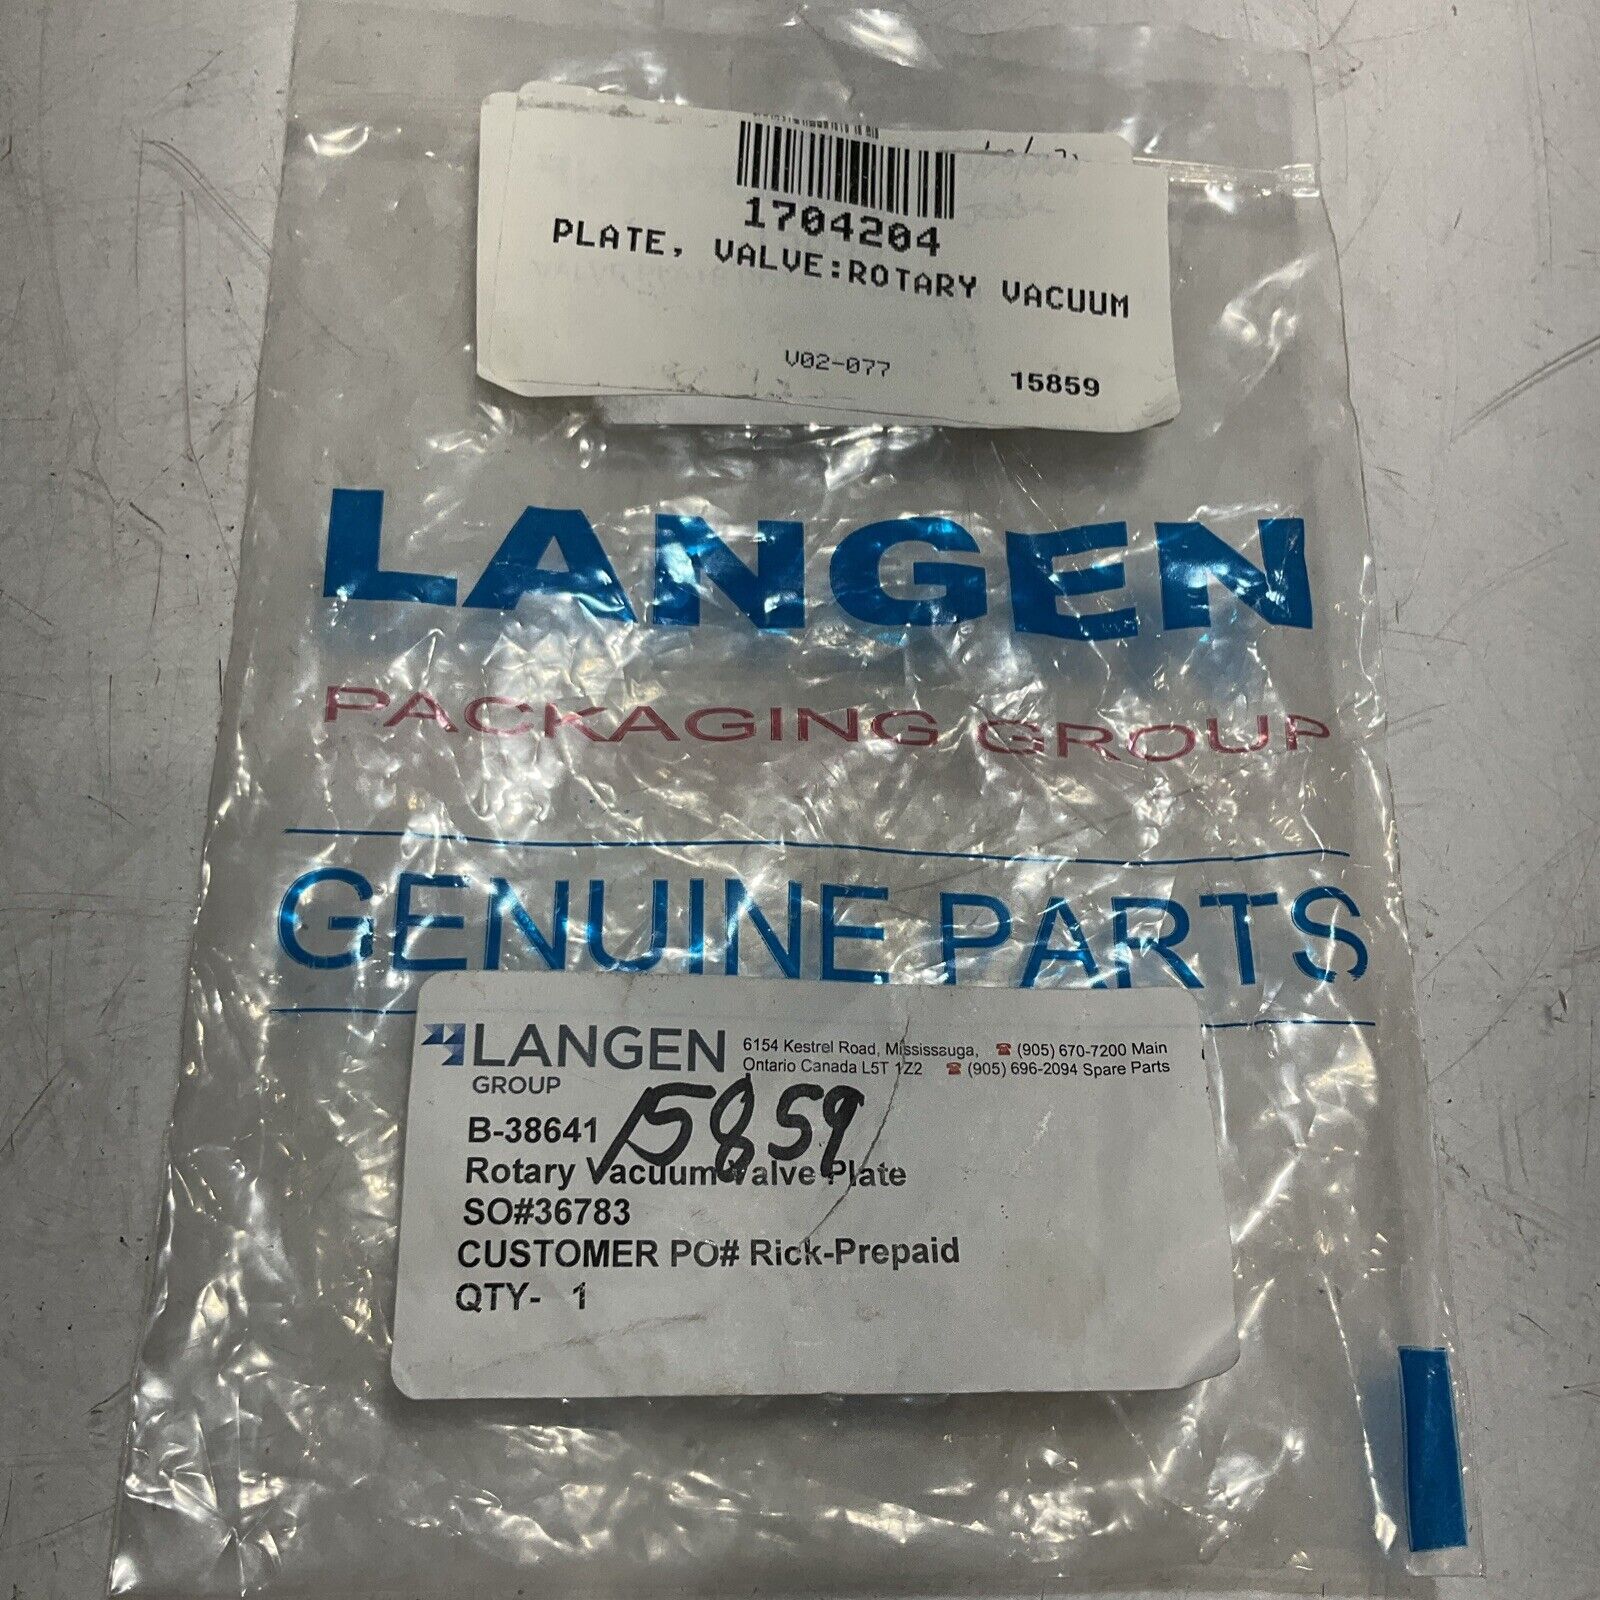 1704204
PLATE, VALVE:ROTARY VACUUM
V02-077
15859
LANGEN
PACKAGING GROUP
GENUINE PARTS
LANGEN
GROUP
6154 Kestrel Road, Mississauga, ☎ (905) 670-7200 Main
Ontario Canada L5T 1Z2 ☎ (905) 696-2094 Spare Parts
B-38641 15859
Rotary Vacuum Valve Plate
SO#36783
CUSTOMER PO# Rick-Prepaid
QTY- 1